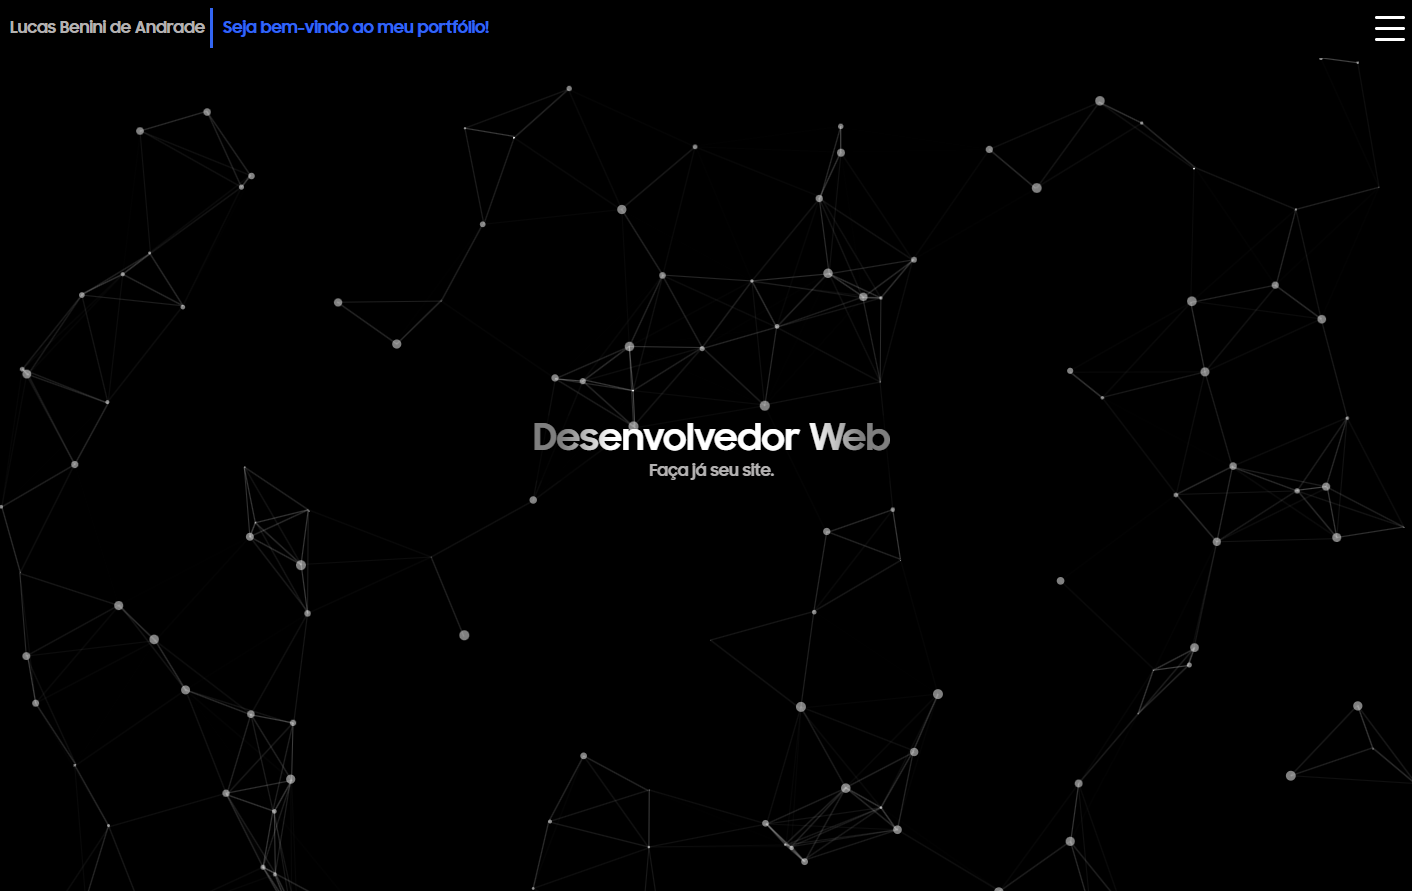 Lucas Benini de Andrade
Seja bem-vindo ao meu portfólio!
Desenvolvedor Web
Faça já seu site.